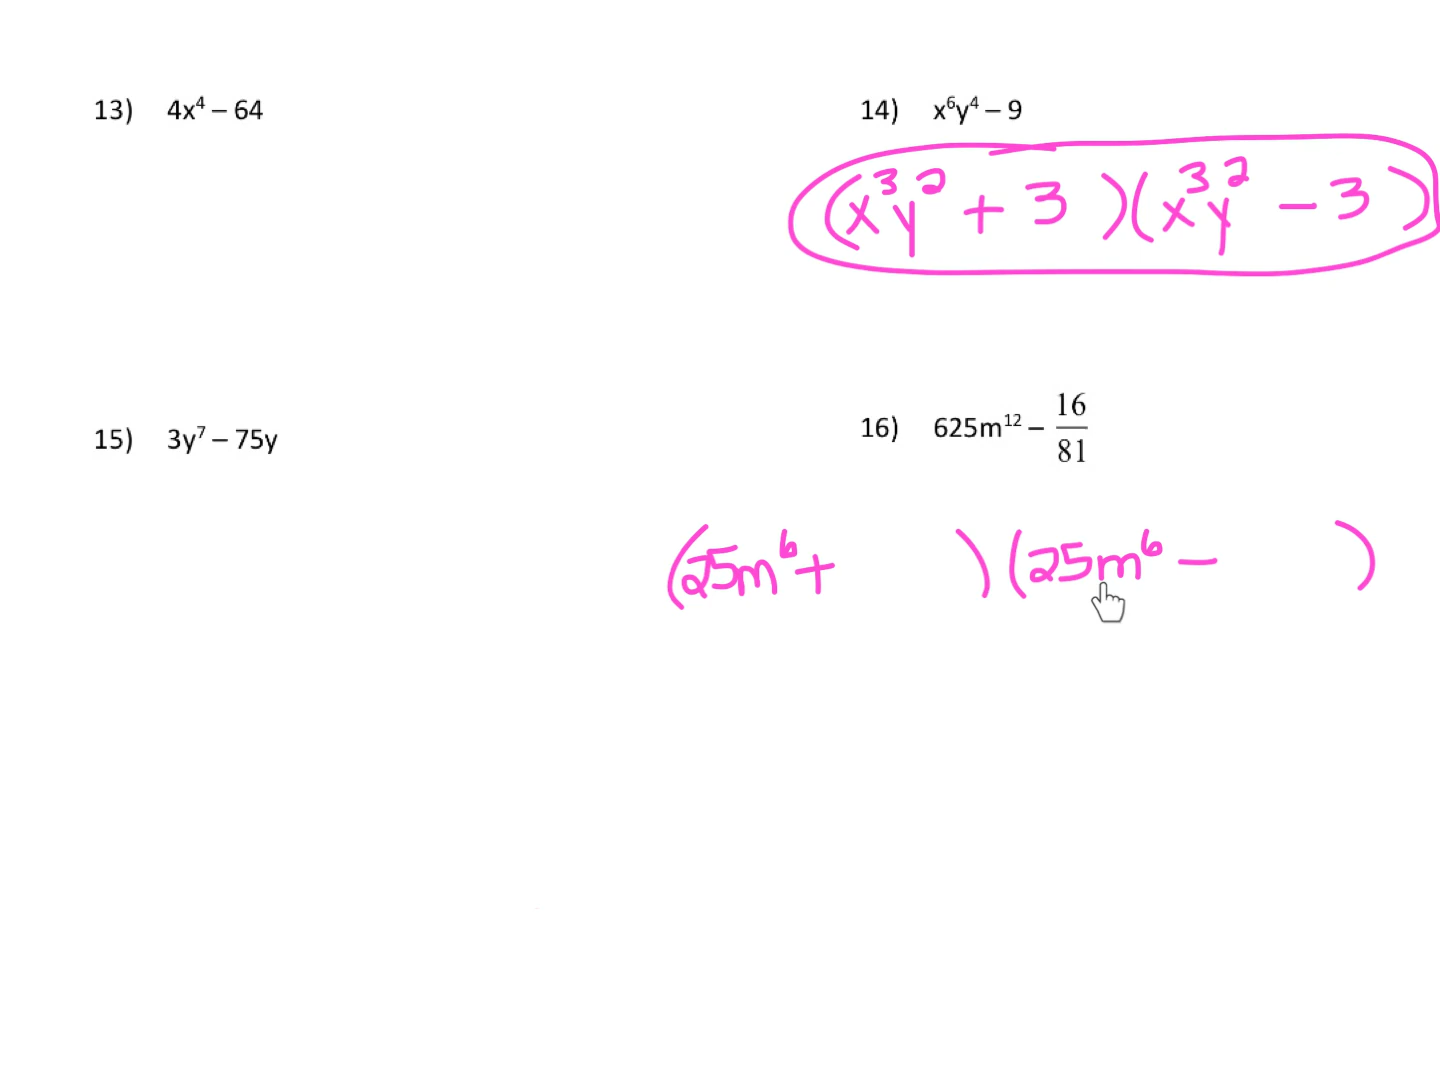 13) 4x⁴ – 64
14) x⁶y⁴ – 9
(x³y² + 3)(x³y² – 3)
15) 3y⁷ – 75y
16) 625m¹² – 16/81
(25m⁶ +      )(25m⁶ –      )